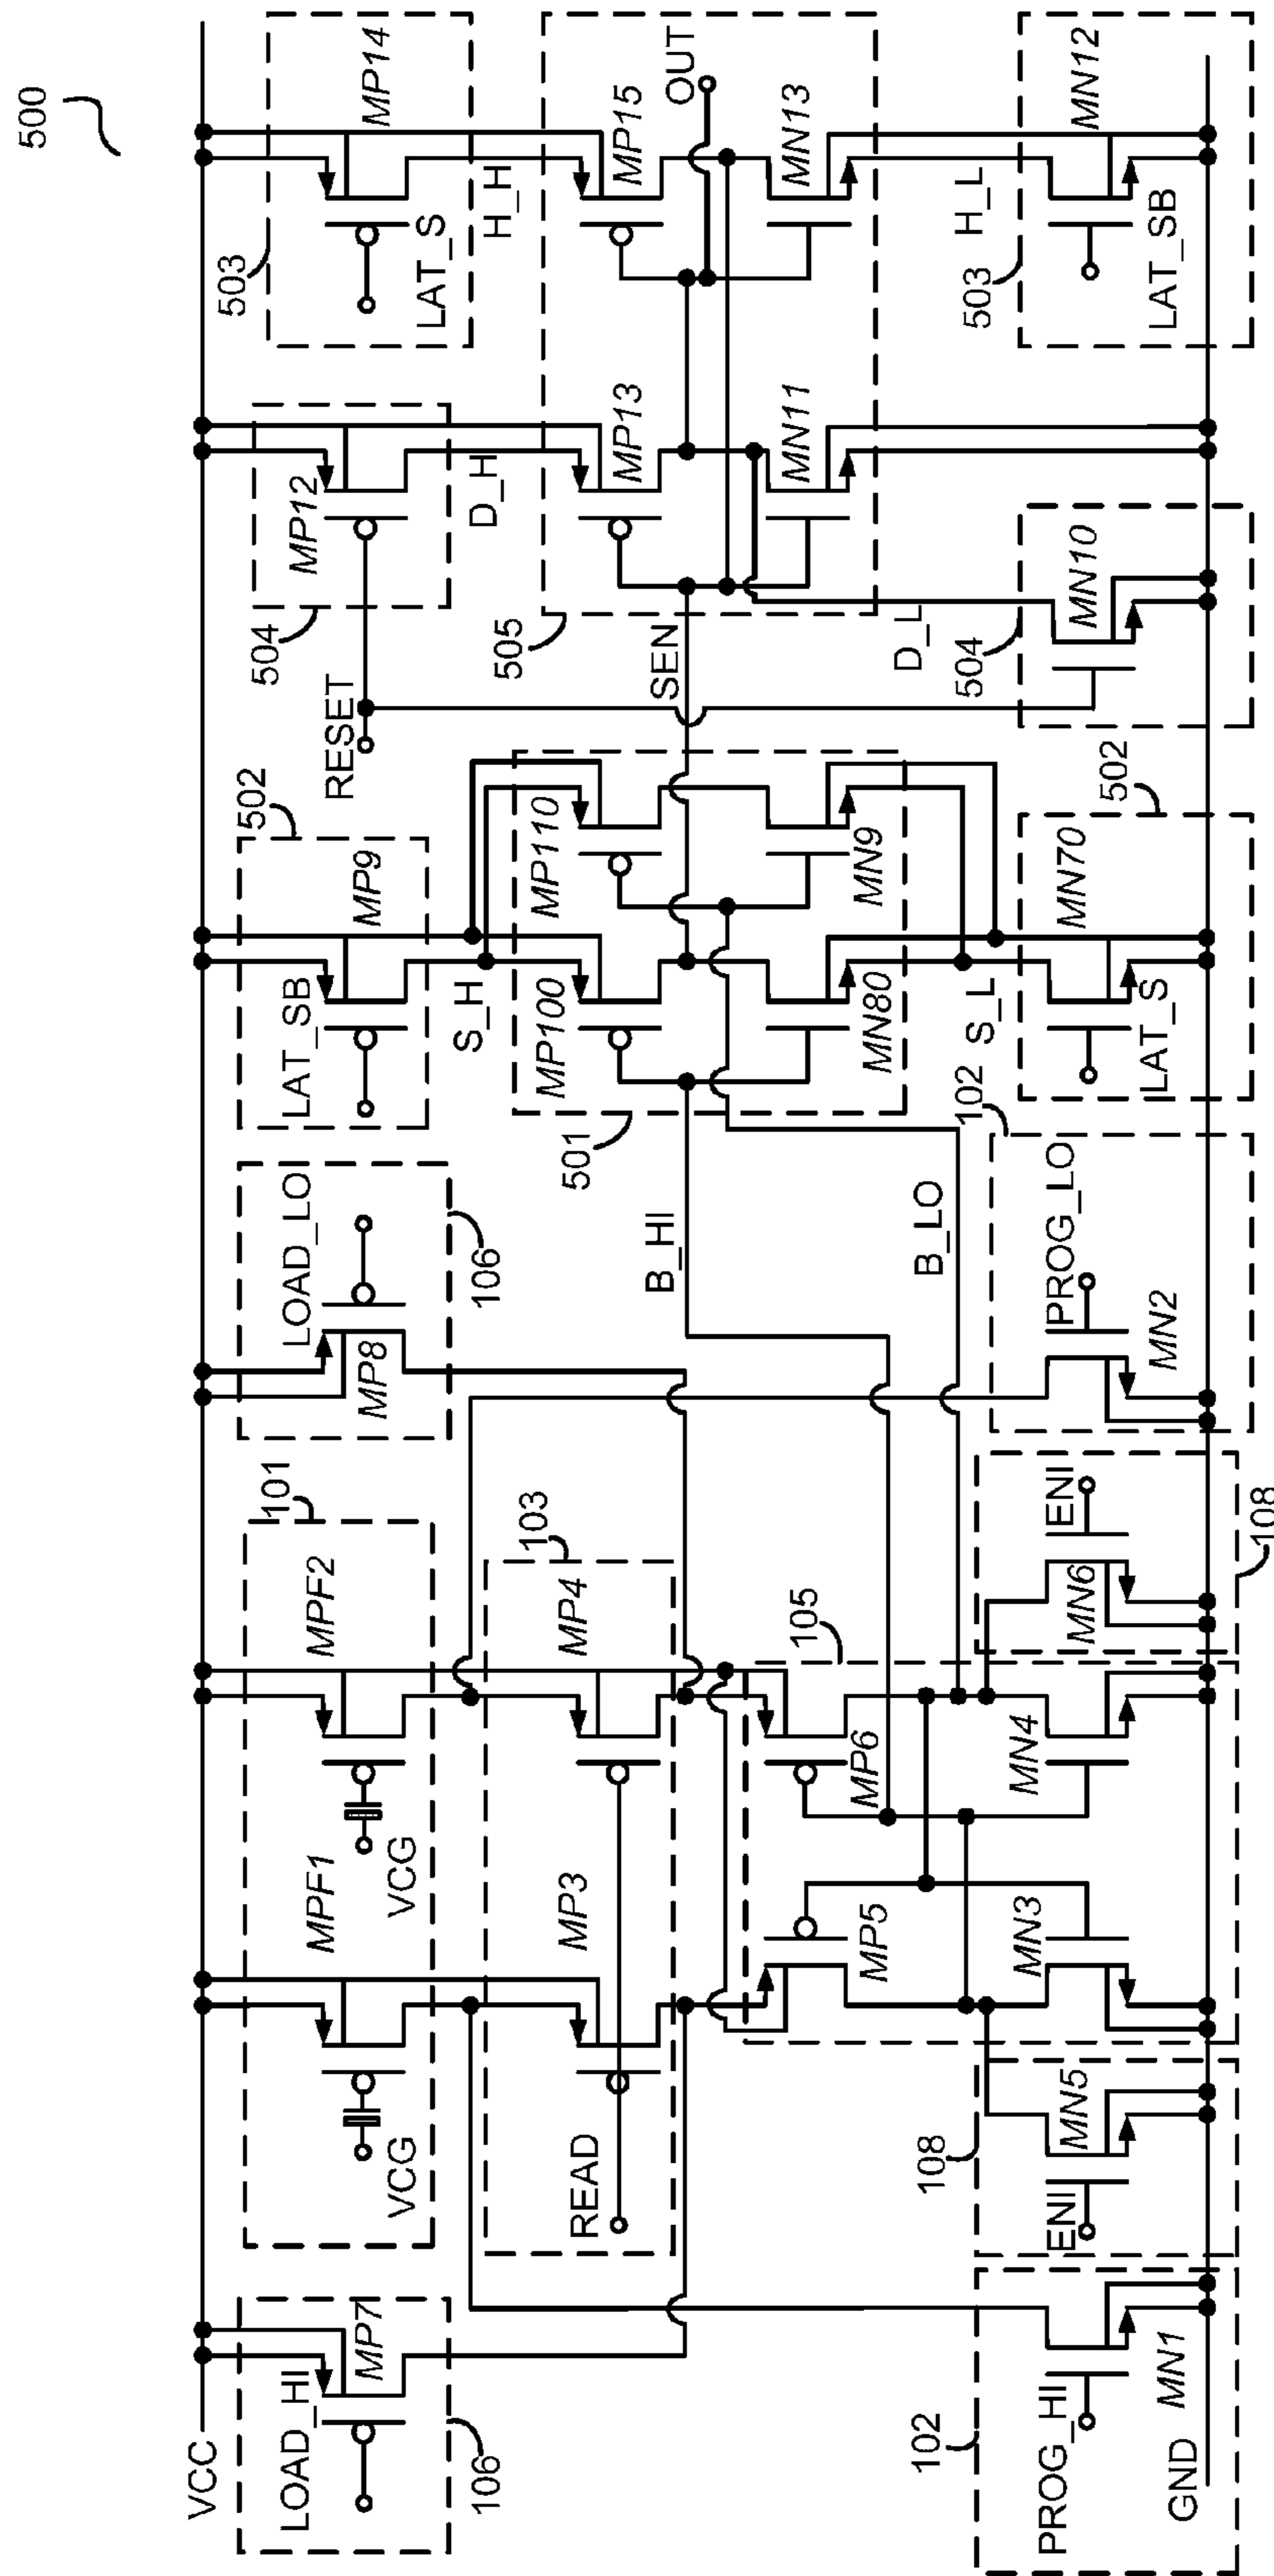 500
VCC
LOAD_HI
MP7
106
101
MPF1
VCG
MPF2
VCG
LOAD_LO
MP8
106
502
LAT_SB
MP9
RESET
504
MP12
503
MP14
LAT_S
103
READ
MP3
MP4
S_H
D_H
H_H
501
MP100
MP110
SEN
505
MP13
MP15
OUT
105
MP5
MP6
B_HI
MN80
MN9
MN11
MN13
B_LO
S_L
D_L
H_L
102
PROG_HI
MN1
108
ENI
MN5
MN3
MN4
MN6
ENI
108
102
PROG_LO
MN2
LAT_S
MN70
502
504
MN10
503
LAT_SB
MN12
GND